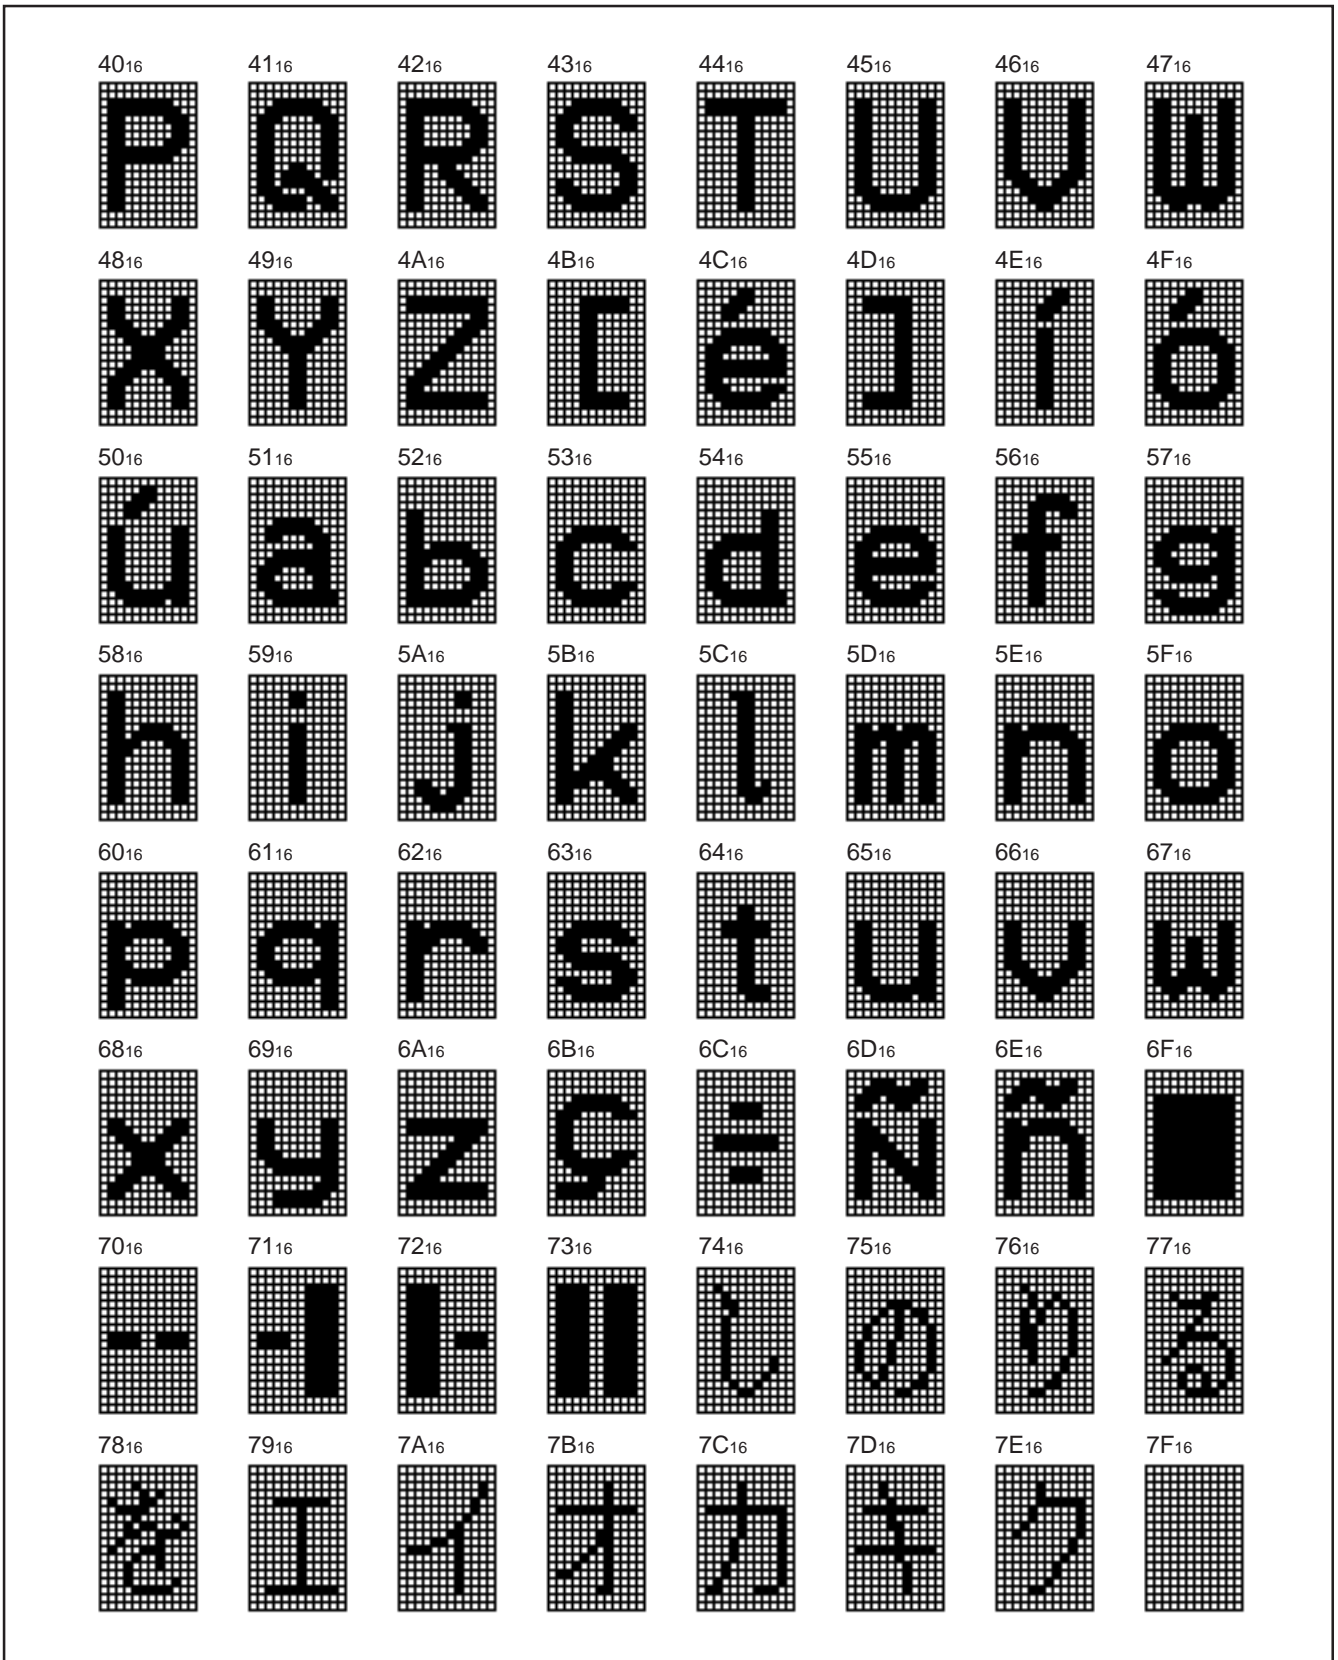 40₁₆ 41₁₆ 42₁₆ 43₁₆ 44₁₆ 45₁₆ 46₁₆ 47₁₆
P Q R S T U V W
48₁₆ 49₁₆ 4A₁₆ 4B₁₆ 4C₁₆ 4D₁₆ 4E₁₆ 4F₁₆
X Y Z [ é ] í ó
50₁₆ 51₁₆ 52₁₆ 53₁₆ 54₁₆ 55₁₆ 56₁₆ 57₁₆
ú a b c d e f g
58₁₆ 59₁₆ 5A₁₆ 5B₁₆ 5C₁₆ 5D₁₆ 5E₁₆ 5F₁₆
h i j k l m n o
60₁₆ 61₁₆ 62₁₆ 63₁₆ 64₁₆ 65₁₆ 66₁₆ 67₁₆
p q r s t u v w
68₁₆ 69₁₆ 6A₁₆ 6B₁₆ 6C₁₆ 6D₁₆ 6E₁₆ 6F₁₆
x y z ç ÷ Ñ ñ ■
70₁₆ 71₁₆ 72₁₆ 73₁₆ 74₁₆ 75₁₆ 76₁₆ 77₁₆
し の り る
78₁₆ 79₁₆ 7A₁₆ 7B₁₆ 7C₁₆ 7D₁₆ 7E₁₆ 7F₁₆
を エ イ オ カ キ ク